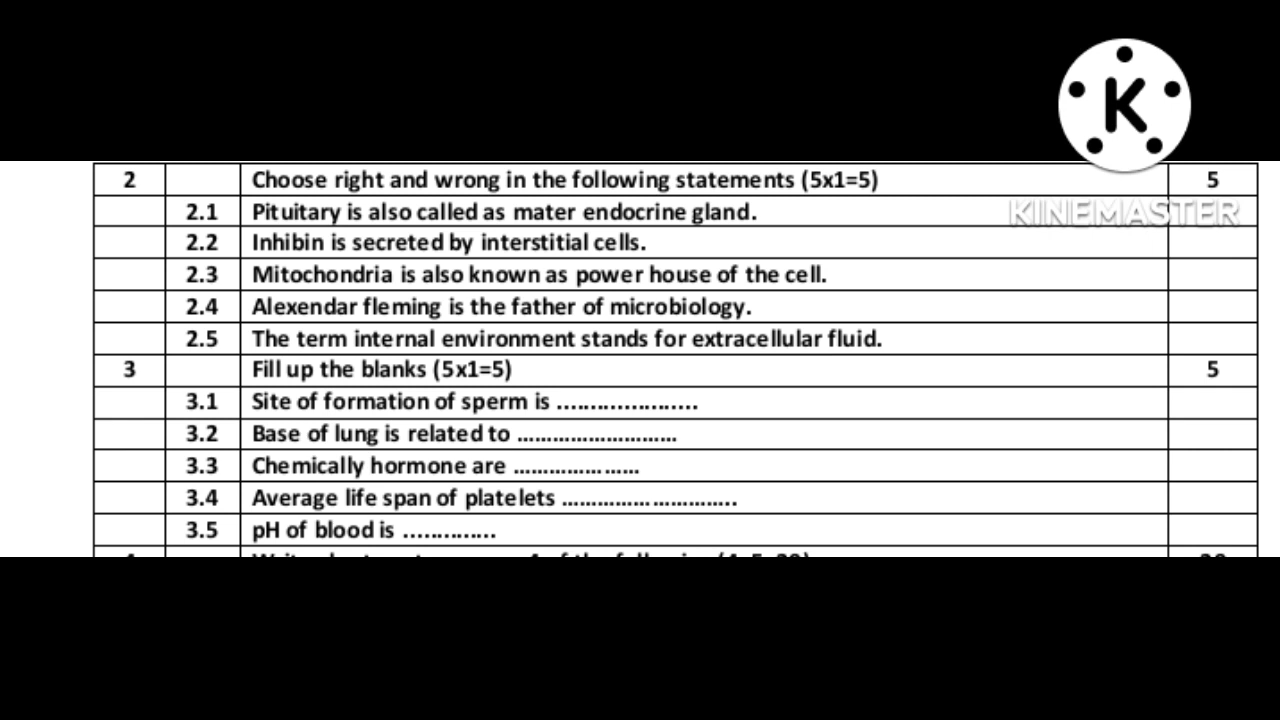 K
KINEMASTER
2 Choose right and wrong in the following statements (5x1=5) 5
2.1 Pituitary is also called as mater endocrine gland.
2.2 Inhibin is secreted by interstitial cells.
2.3 Mitochondria is also known as power house of the cell.
2.4 Alexendar fleming is the father of microbiology.
2.5 The term internal environment stands for extracellular fluid.
3 Fill up the blanks (5x1=5) 5
3.1 Site of formation of sperm is .....................
3.2 Base of lung is related to ...........................
3.3 Chemically hormone are .....................
3.4 Average life span of platelets .............................
3.5 pH of blood is ..............